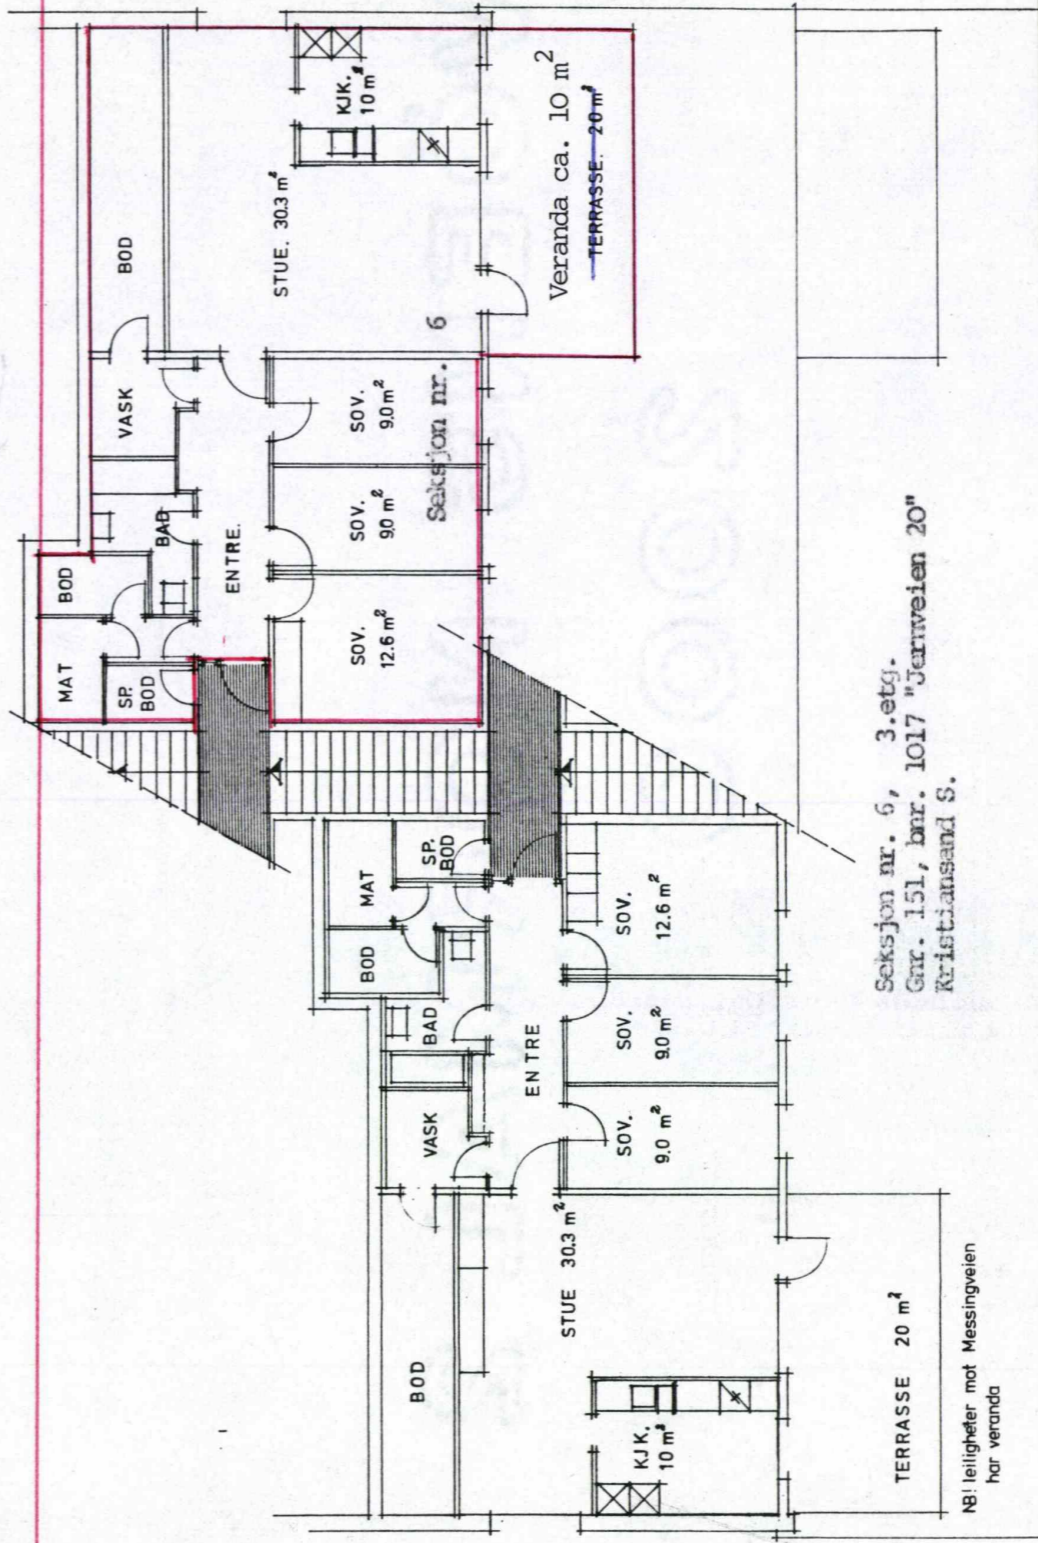 BOD
VASK
BOD
MAT
SP.
BOD
BAD
ENTRE.
STUE. 30.3 m²
KJK.
10 m²
SOV.
9.0 m²
SOV.
9.0 m²
SOV.
12.6 m²
Seksjon nr. 6
Veranda ca. 10 m²
TERRASSE. 20 m²
MAT
SP.
BOD
BOD
BAD
VASK
BOD
ENTRE
SOV.
12.6 m²
SOV.
9.0 m²
SOV.
9.0 m²
STUE 30.3 m²
KJK.
10 m²
TERRASSE 20 m²
NB! leiligheter mot Messingveien
har veranda
Seksjon nr. 6, 3.etg.
Gnr. 151, bnr. 1017 "Jernveien 20"
Kristiansand S.